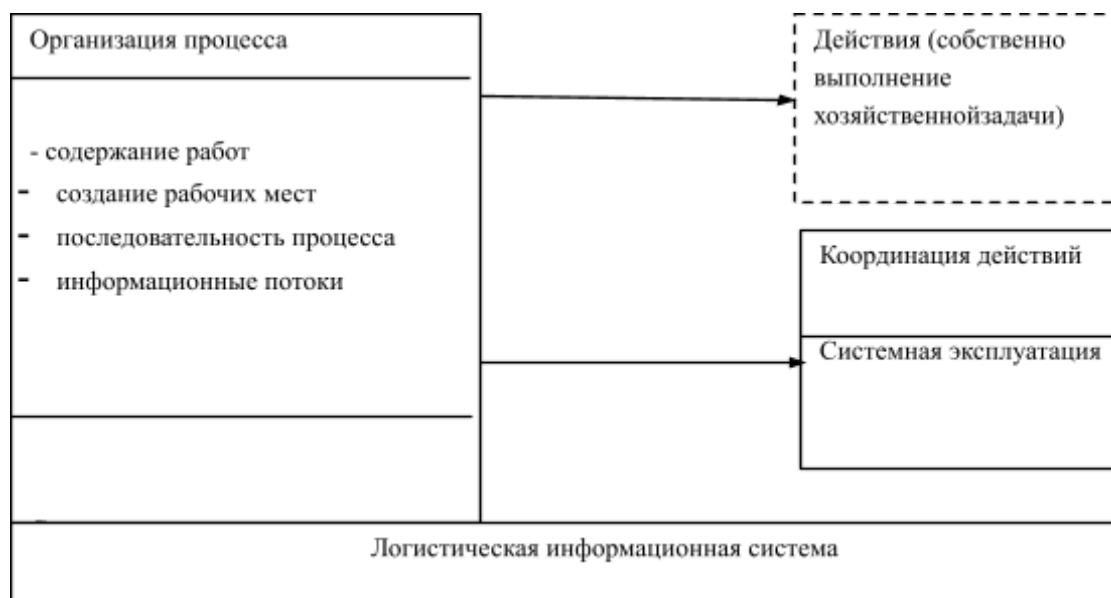 Организация процесса
- содержание работ
- создание рабочих мест
- последовательность процесса
- информационные потоки
Действия (собственно
выполнение
хозяйственнойзадачи)
Координация действий
Системная эксплуатация
Логистическая информационная система